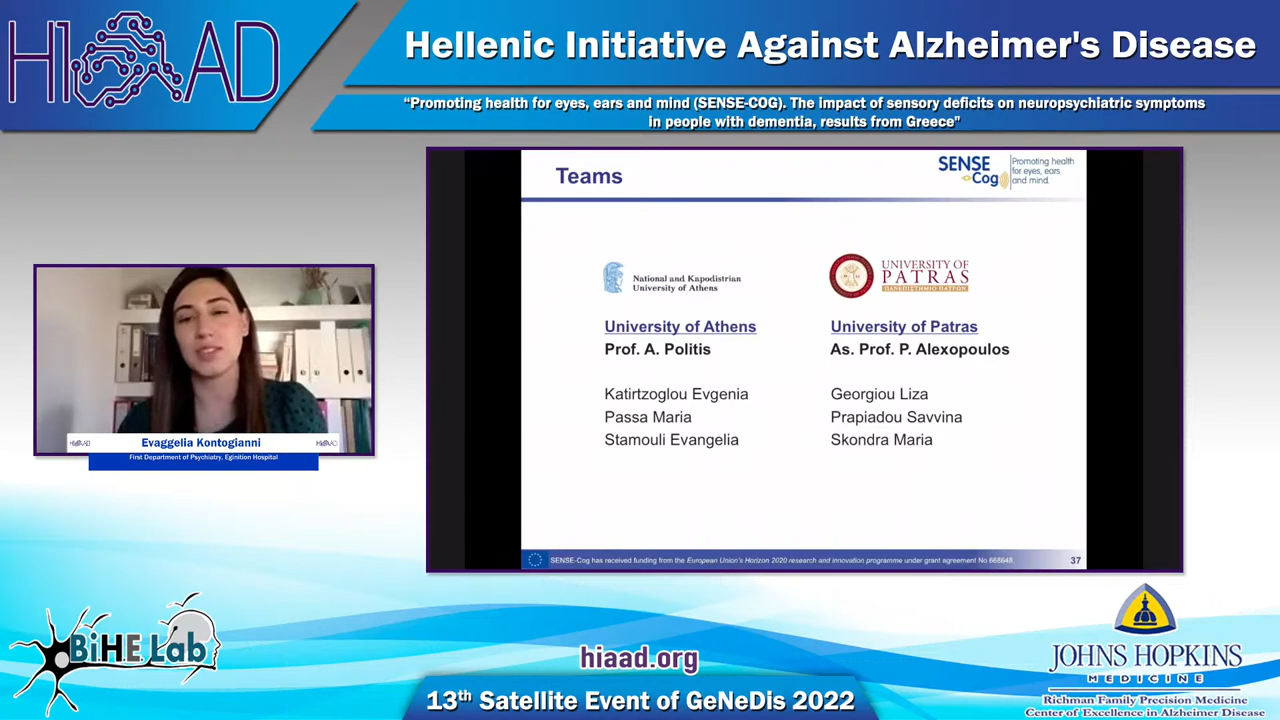 HIAAD
Hellenic Initiative Against Alzheimer's Disease
“Promoting health for eyes, ears and mind (SENSE-COG). The impact of sensory deficits on neuropsychiatric symptoms
in people with dementia, results from Greece"
Teams
SENSE
Cog
Promoting health
for eyes, ears
and mind.
National and Kapodistrian
University of Athens
UNIVERSITY OF
PATRAS
ΠΑΝΕΠΙΣΤΗΜΙΟ ΠΑΤΡΩΝ
University of Athens
Prof. A. Politis
Katirtzoglou Evgenia
Passa Maria
Stamouli Evangelia
University of Patras
As. Prof. P. Alexopoulos
Georgiou Liza
Prapiadou Savvina
Skondra Maria
SENSE-Cog has received funding from the European Union's Horizon 2020 research and innovation programme under grant agreement No 668648.
37
HIAAD
Evaggelia Kontogianni
HIAAD
First Department of Psychiatry, Eginition Hospital
BiHE Lab
hiaad.org
13th Satellite Event of GeNeDis 2022
JOHNS HOPKINS
MEDICINE
Richman Family Precision Medicine
Center of Excellence in Alzheimer Disease